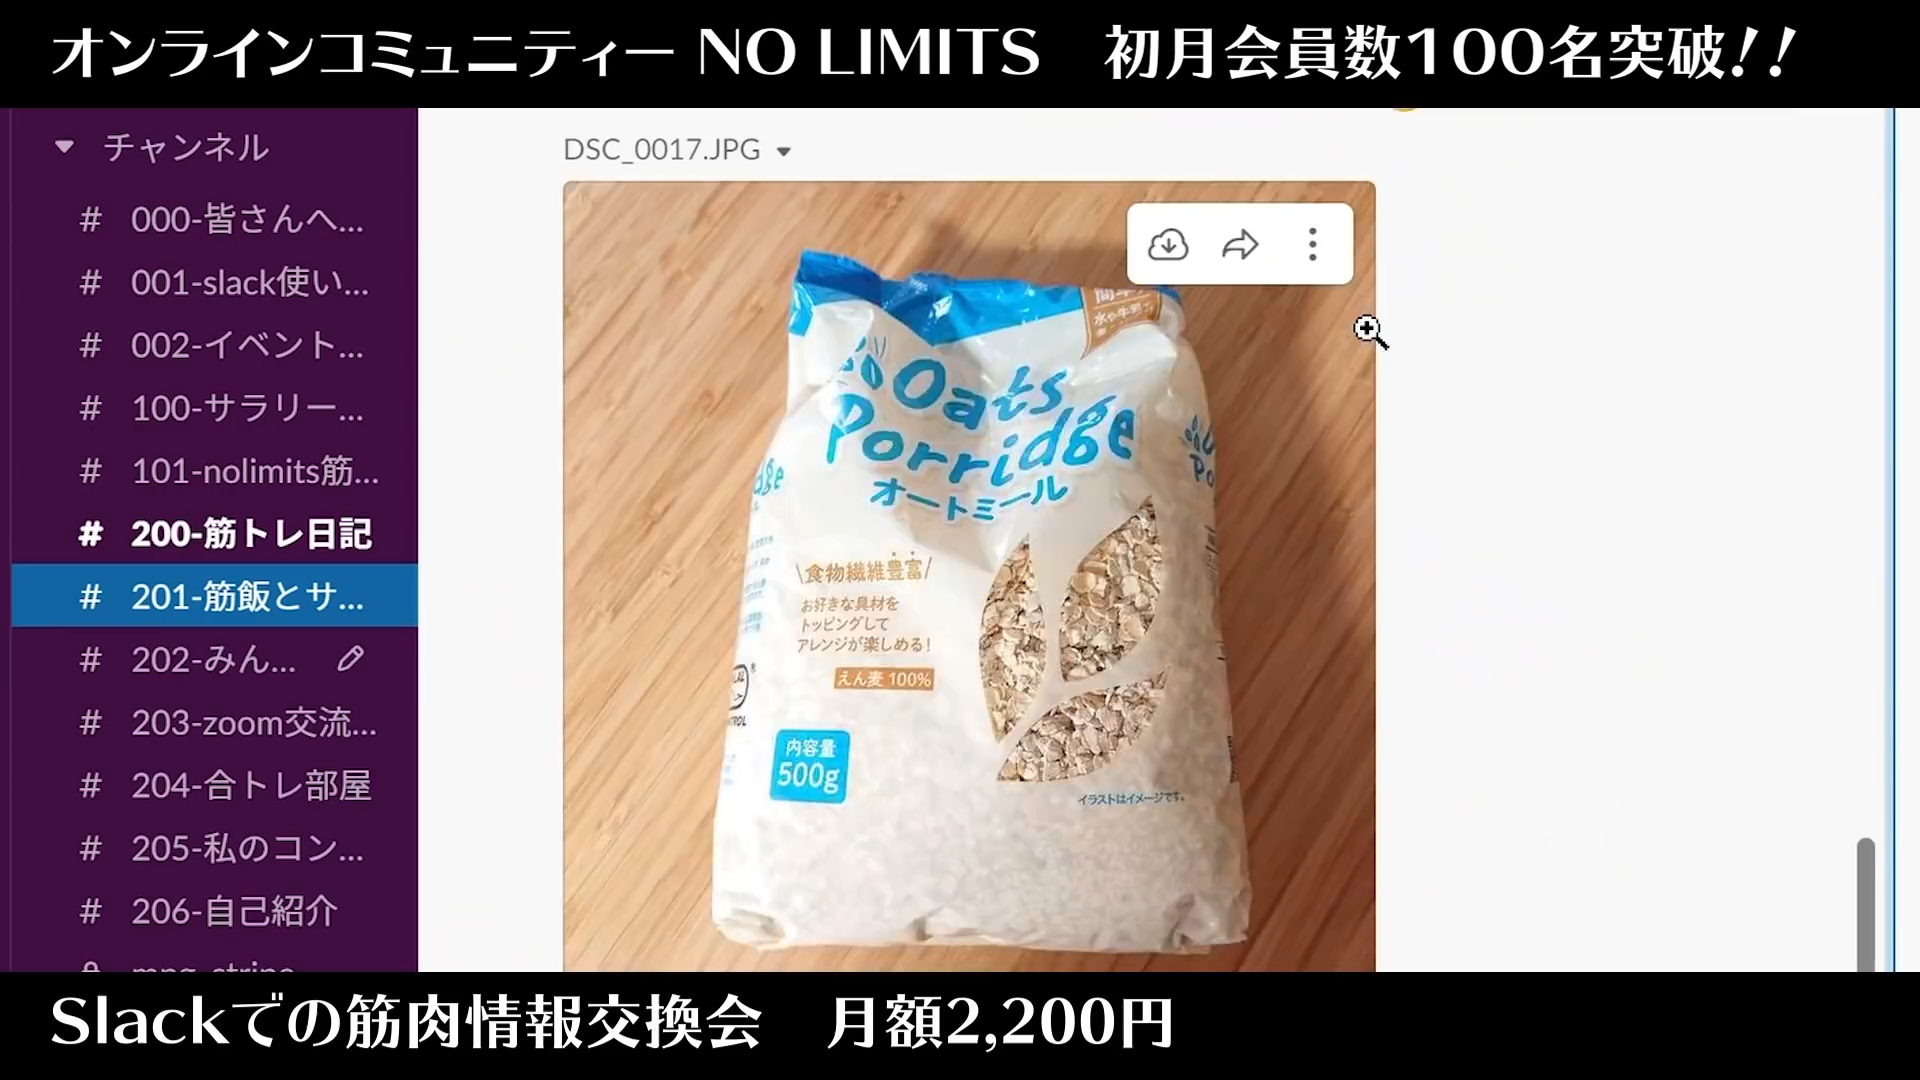 オンラインコミュニティー NO LIMITS　初月会員数100名突破!!
チャンネル
# 000-皆さんへ...
# 001-slack使い...
# 002-イベント...
# 100-サラリー...
# 101-nolimits筋...
# 200-筋トレ日記
# 201-筋飯とサ...
# 202-みん...
# 203-zoom交流...
# 204-合トレ部屋
# 205-私のコン...
# 206-自己紹介
DSC_0017.JPG
水や牛乳で
Oats
Porridge
オートミール
\食物繊維豊富/
お好きな具材を
トッピングして
アレンジが楽しめる!
えん麦 100%
内容量
500g
イラストはイメージです。
Slackでの筋肉情報交換会　月額2,200円